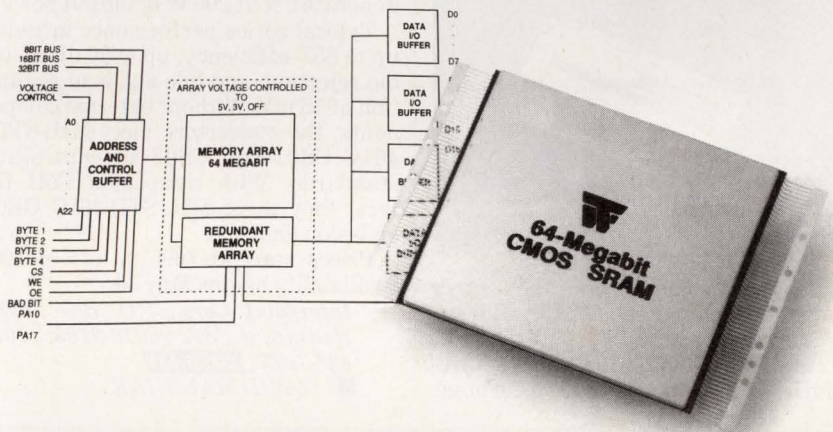 8BIT BUS
16BIT BUS
32BIT BUS
VOLTAGE
CONTROL
A0
ADDRESS
AND
CONTROL
BUFFER
A22
BYTE 1
BYTE 2
BYTE 3
BYTE 4
CS
WE
OE
BAD BIT
PA10
PA17
ARRAY VOLTAGE CONTROLLED
TO
5V, 3V, OFF
MEMORY ARRAY
64 MEGABIT
REDUNDANT
MEMORY
ARRAY
DATA
I/O
BUFFER
D0
D7
DATA
I/O
BUFFER
D15
64-Megabit
CMOS SRAM